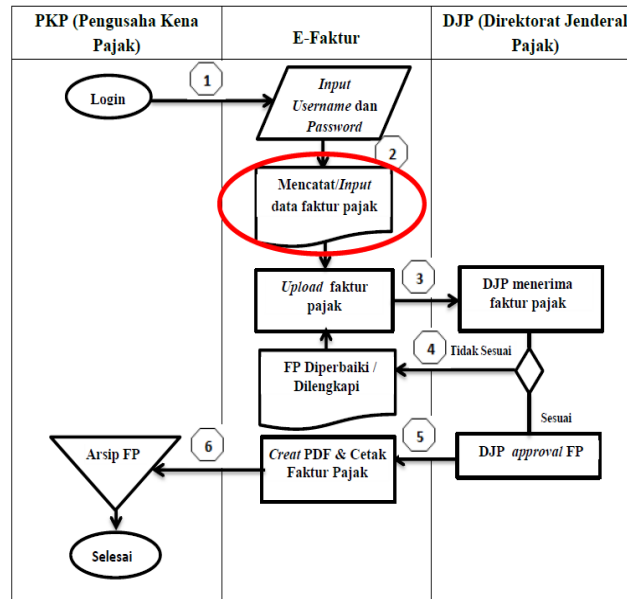 PKP (Pengusaha Kena
Pajak)
E-Faktur
DJP (Direktorat Jenderal
Pajak)
1
Login
Input
Username dan
Password
2
Mencatat/Input
data faktur pajak
Upload faktur
pajak
3
DJP menerima
faktur pajak
4
Tidak Sesuai
FP Diperbaiki /
Dilengkapi
Sesuai
Arsip FP
6
Creat PDF & Cetak
Faktur Pajak
5
DJP approval FP
Selesai